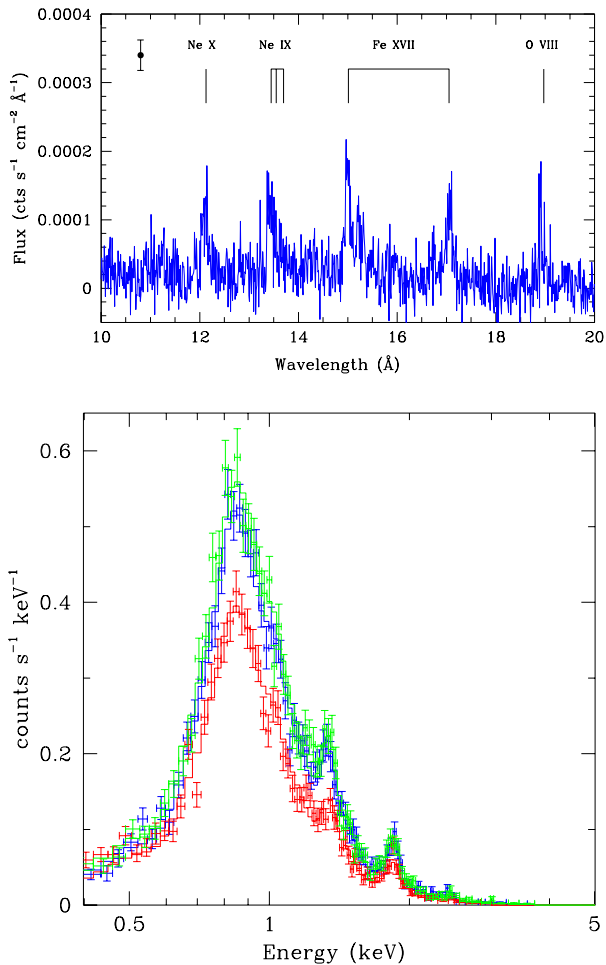 0.0004
Ne X Ne IX Fe XVII O VIII
0.0003
0.0002
0.0001
0
Flux (cts s⁻¹ cm⁻² Å⁻¹)
10 12 14 16 18 20
Wavelength (Å)
0.6
0.4
0.2
0
counts s⁻¹ keV⁻¹
0.5 1 5
Energy (keV)